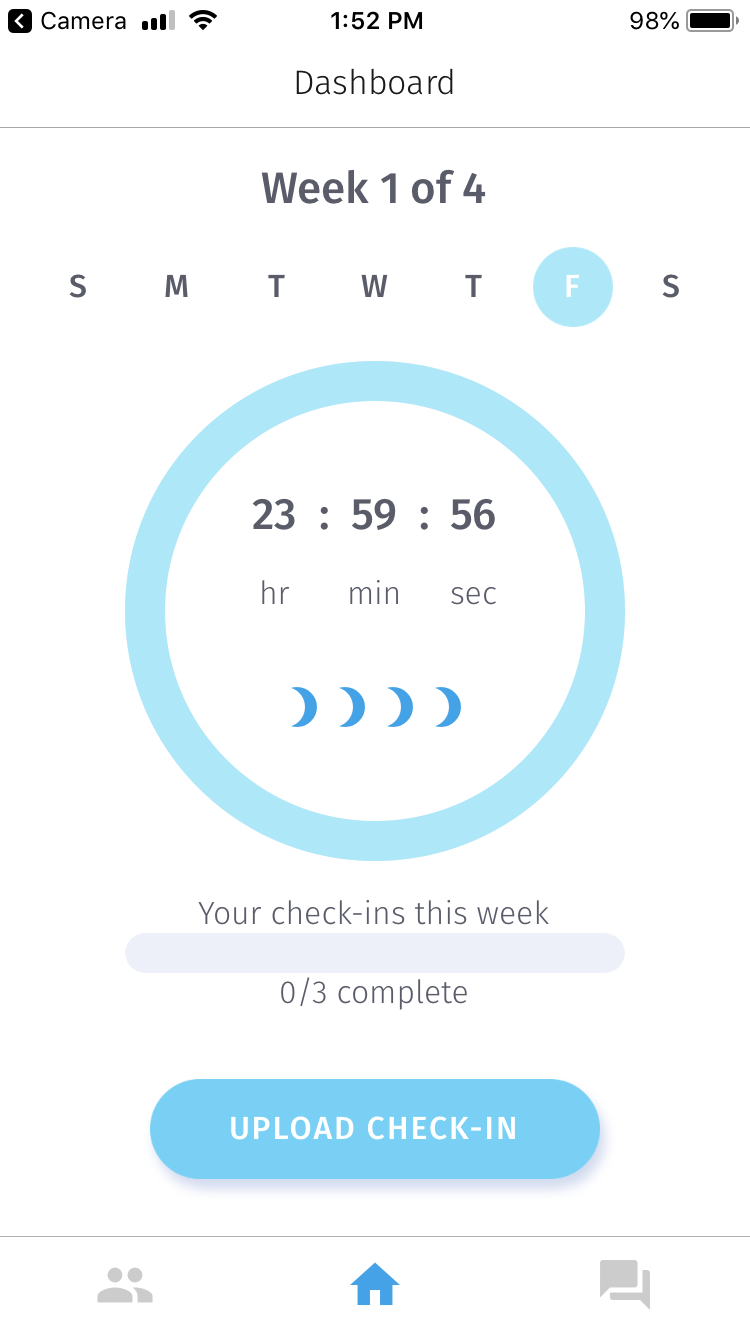 Camera 1:52 PM 98%
Dashboard
Week 1 of 4
S M T W T F S
23 : 59 : 56
hr min sec
Your check-ins this week
0/3 complete
UPLOAD CHECK-IN